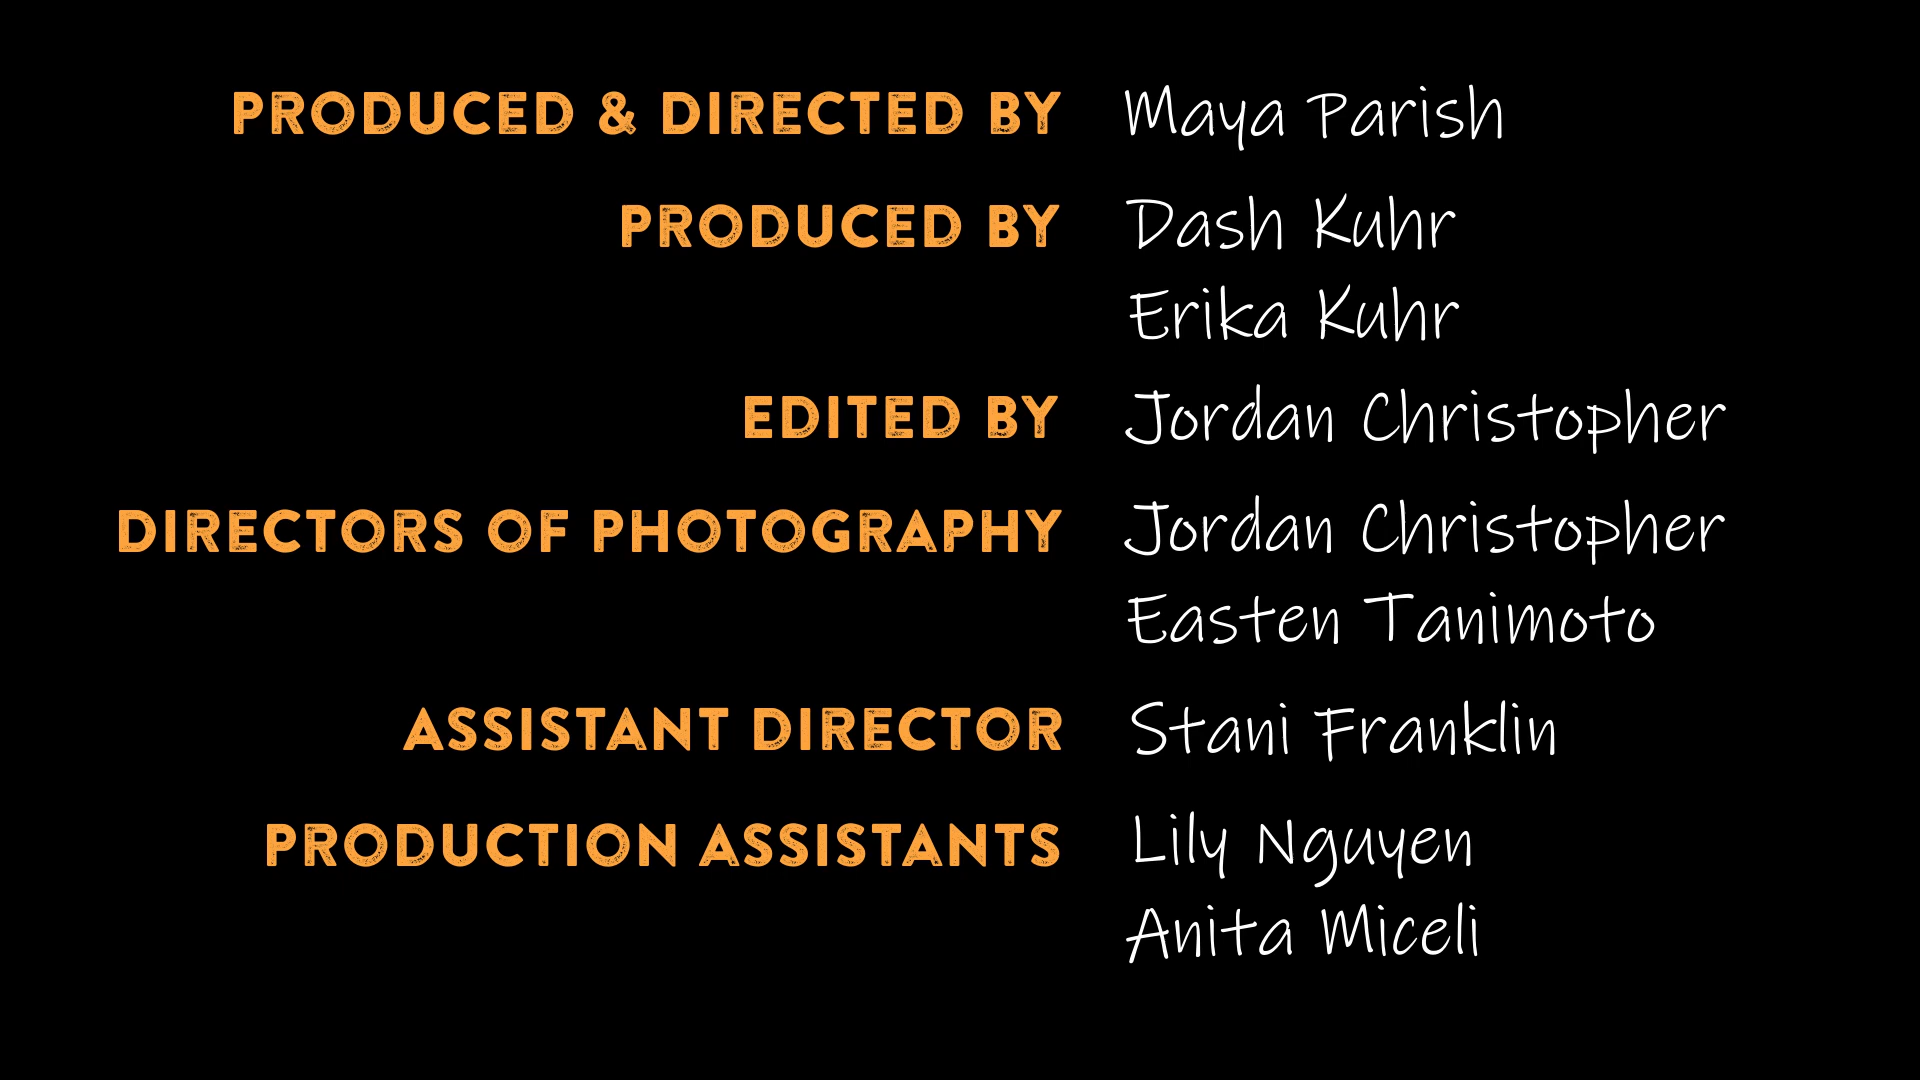 PRODUCED & DIRECTED BY Maya Parish
PRODUCED BY Dash Kuhr
Erika Kuhr
EDITED BY Jordan Christopher
DIRECTORS OF PHOTOGRAPHY Jordan Christopher
Easten Tanimoto
ASSISTANT DIRECTOR Stani Franklin
PRODUCTION ASSISTANTS Lily Nguyen
Anita Miceli